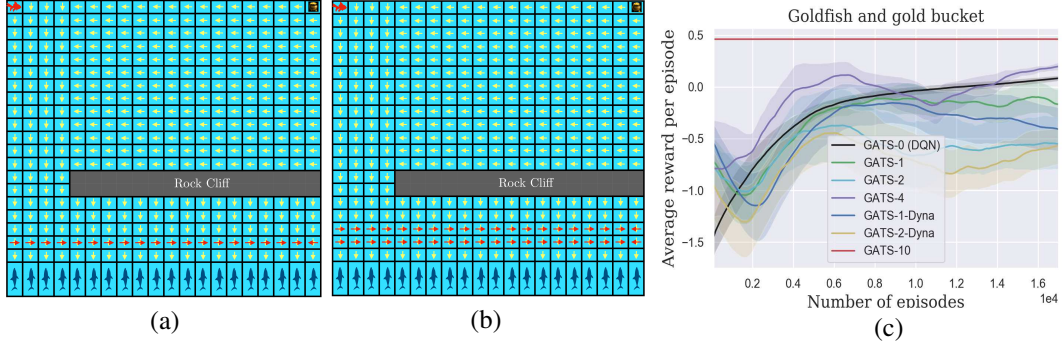 Rock Cliff
(a)
Rock Cliff
(b)
Goldfish and gold bucket
Average reward per episode
0.5
0.0
−0.5
−1.0
−1.5
GATS-0 (DQN)
GATS-1
GATS-2
GATS-4
GATS-1-Dyna
GATS-2-Dyna
GATS-10
0.2 0.4 0.6 0.8 1.0 1.2 1.4 1.6
1e4
Number of episodes
(c)